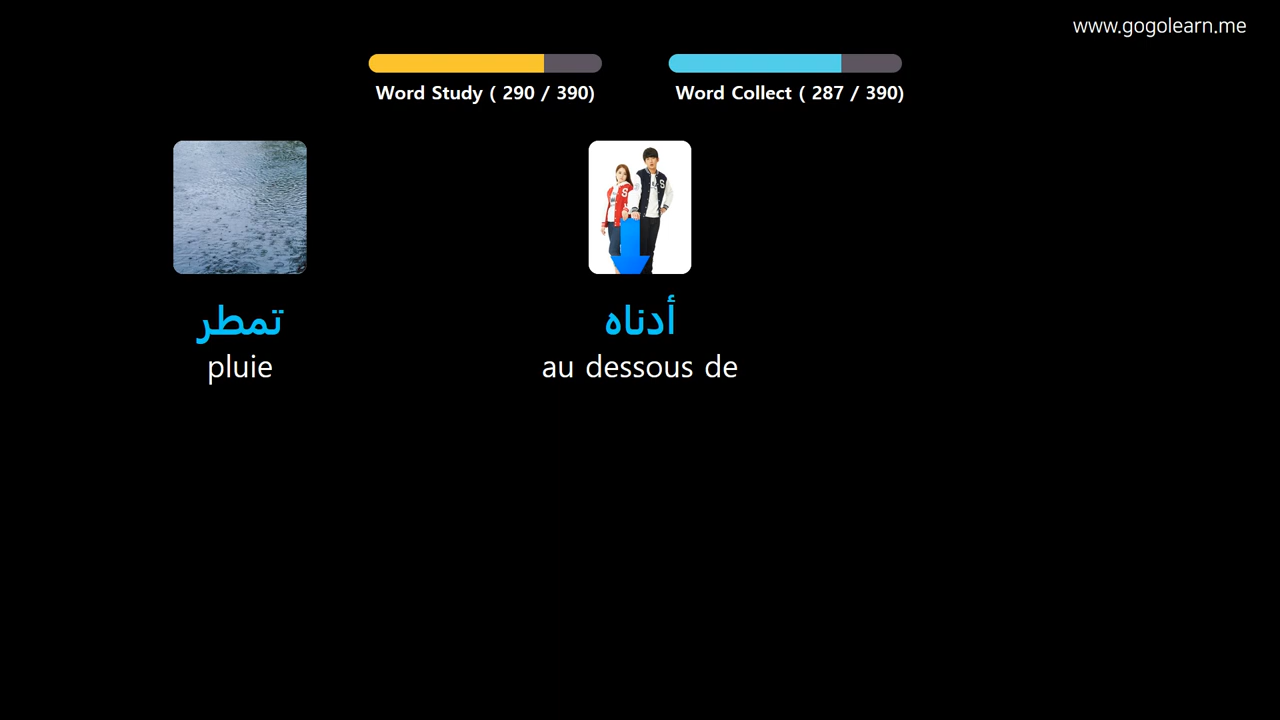 www.gogolearn.me
Word Study ( 290 / 390)
Word Collect ( 287 / 390)
تمطر
pluie
أدناه
au dessous de